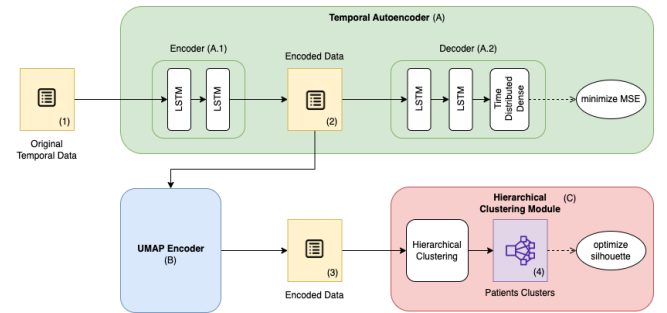 Temporal Autoencoder (A)
Encoder (A.1)
LSTM
LSTM
Encoded Data
(2)
Decoder (A.2)
LSTM
LSTM
Time
Distributed
Dense
minimize MSE
(1)
Original
Temporal Data
UMAP Encoder
(B)
(3)
Encoded Data
Hierarchical (C)
Clustering Module
Hierarchical
Clustering
(4)
Patients Clusters
optimize
silhouette